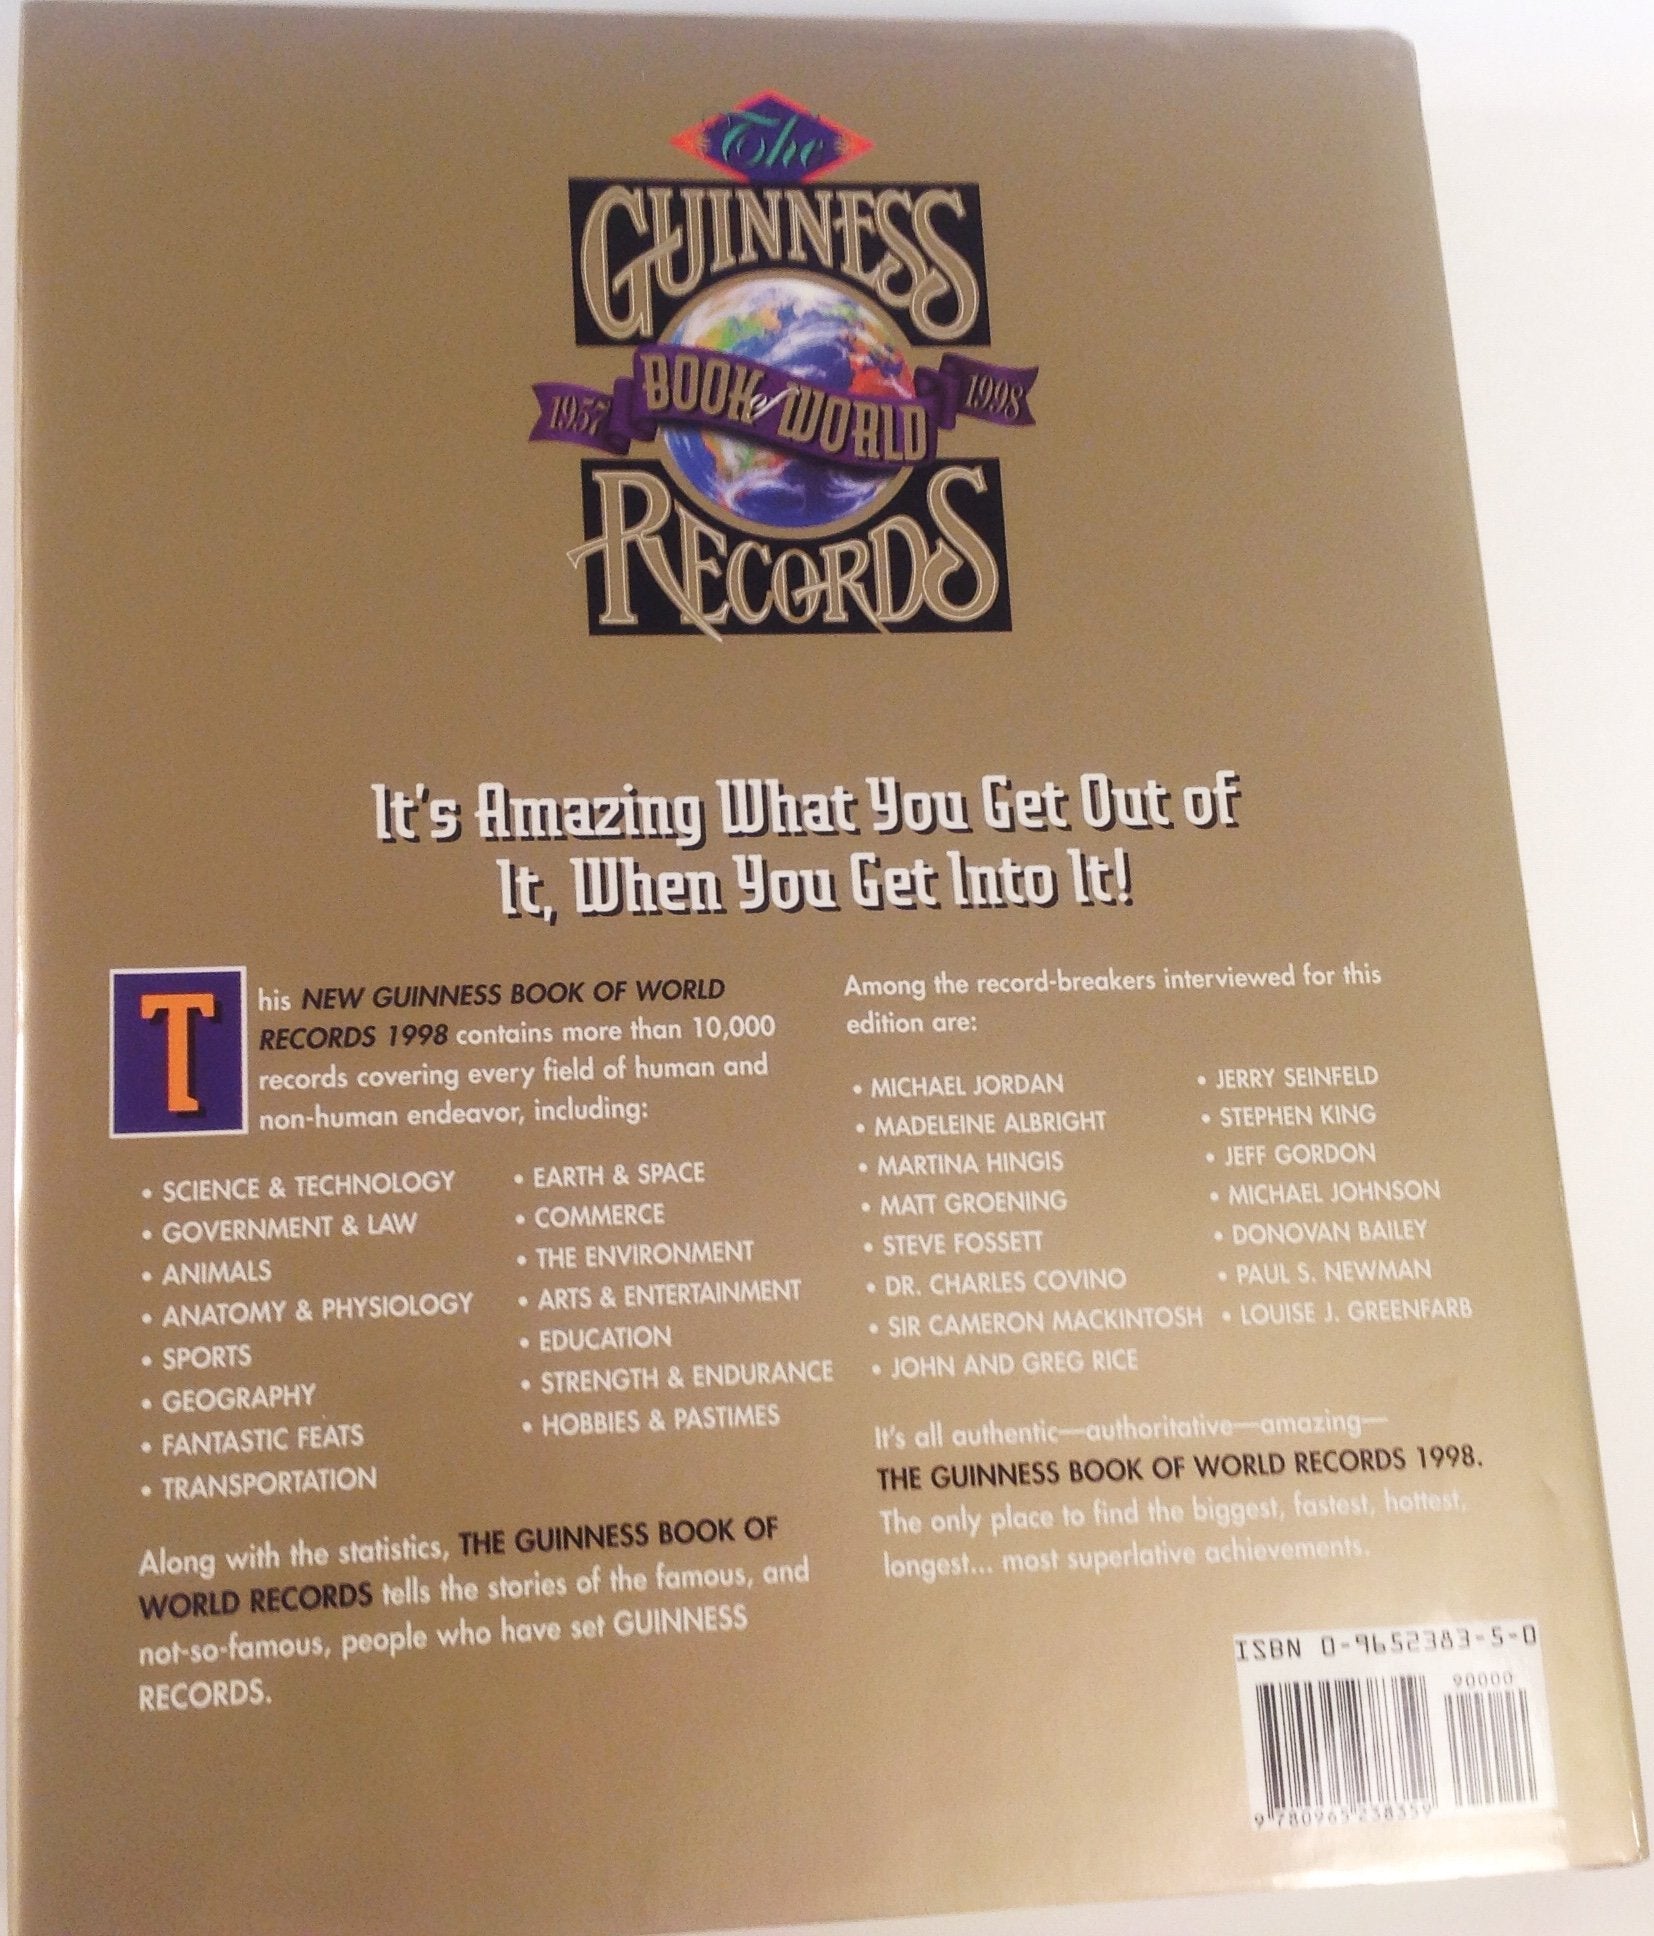 The
GUINNESS
1957 BOOK of WORLD 1998
RECORDS
It's Amazing What You Get Out of
It, When You Get Into It!
This NEW GUINNESS BOOK OF WORLD
RECORDS 1998 contains more than 10,000
records covering every field of human and
non-human endeavor, including:
• SCIENCE & TECHNOLOGY
• GOVERNMENT & LAW
• ANIMALS
• ANATOMY & PHYSIOLOGY
• SPORTS
• GEOGRAPHY
• FANTASTIC FEATS
• TRANSPORTATION
• EARTH & SPACE
• COMMERCE
• THE ENVIRONMENT
• ARTS & ENTERTAINMENT
• EDUCATION
• STRENGTH & ENDURANCE
• HOBBIES & PASTIMES
Along with the statistics, THE GUINNESS BOOK OF
WORLD RECORDS tells the stories of the famous, and
not-so-famous, people who have set GUINNESS
RECORDS.
Among the record-breakers interviewed for this
edition are:
• MICHAEL JORDAN
• MADELEINE ALBRIGHT
• MARTINA HINGIS
• MATT GROENING
• STEVE FOSSETT
• DR. CHARLES COVINO
• SIR CAMERON MACKINTOSH
• JOHN AND GREG RICE
• JERRY SEINFELD
• STEPHEN KING
• JEFF GORDON
• MICHAEL JOHNSON
• DONOVAN BAILEY
• PAUL S. NEWMAN
• LOUISE J. GREENFARB
It's all authentic—authoritative—amazing—
THE GUINNESS BOOK OF WORLD RECORDS 1998.
The only place to find the biggest, fastest, hottest,
longest... most superlative achievements.
ISBN 0-9652383-5-0
90000
9 780965 238359